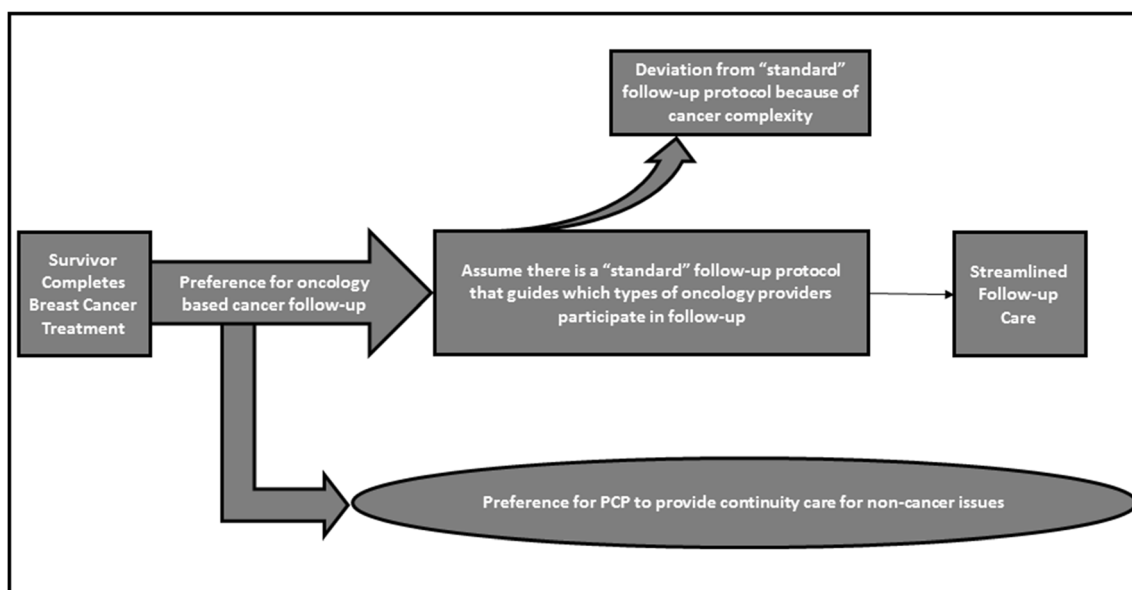 Deviation from “standard”
follow-up protocol because of
cancer complexity
Survivor
Completes
Breast Cancer
Treatment
Preference for oncology
based cancer follow-up
Assume there is a “standard” follow-up protocol
that guides which types of oncology providers
participate in follow-up
Streamlined
Follow-up
Care
Preference for PCP to provide continuity care for non-cancer issues